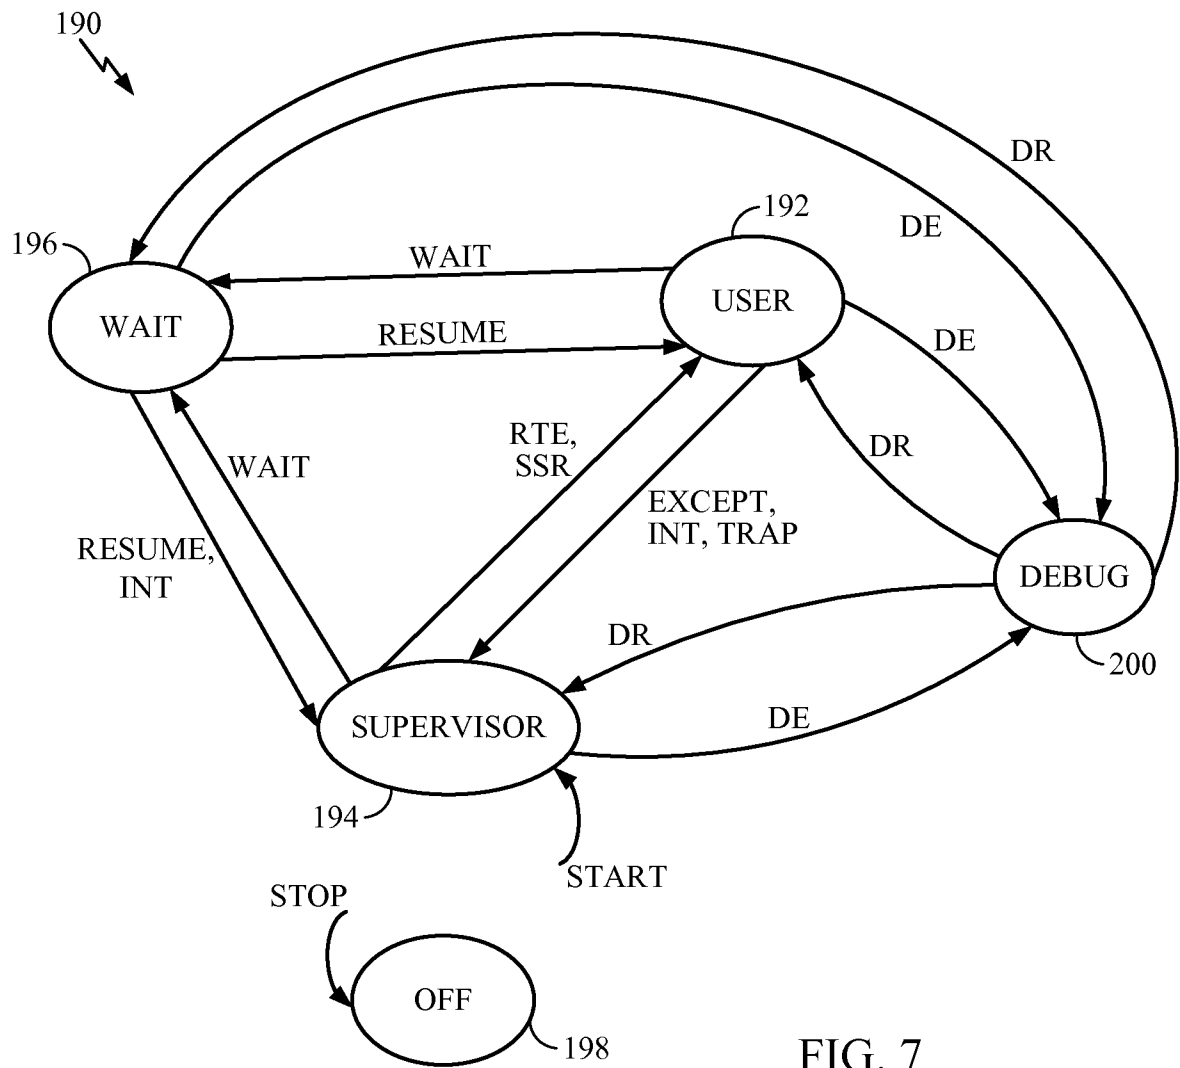 190
DR
192
196
DE
WAIT
USER
WAIT
RESUME
DE
RTE,
SSR
DR
WAIT
EXCEPT,
INT, TRAP
RESUME,
INT
DEBUG
DR
200
SUPERVISOR
DE
194
START
STOP
OFF
198
FIG. 7